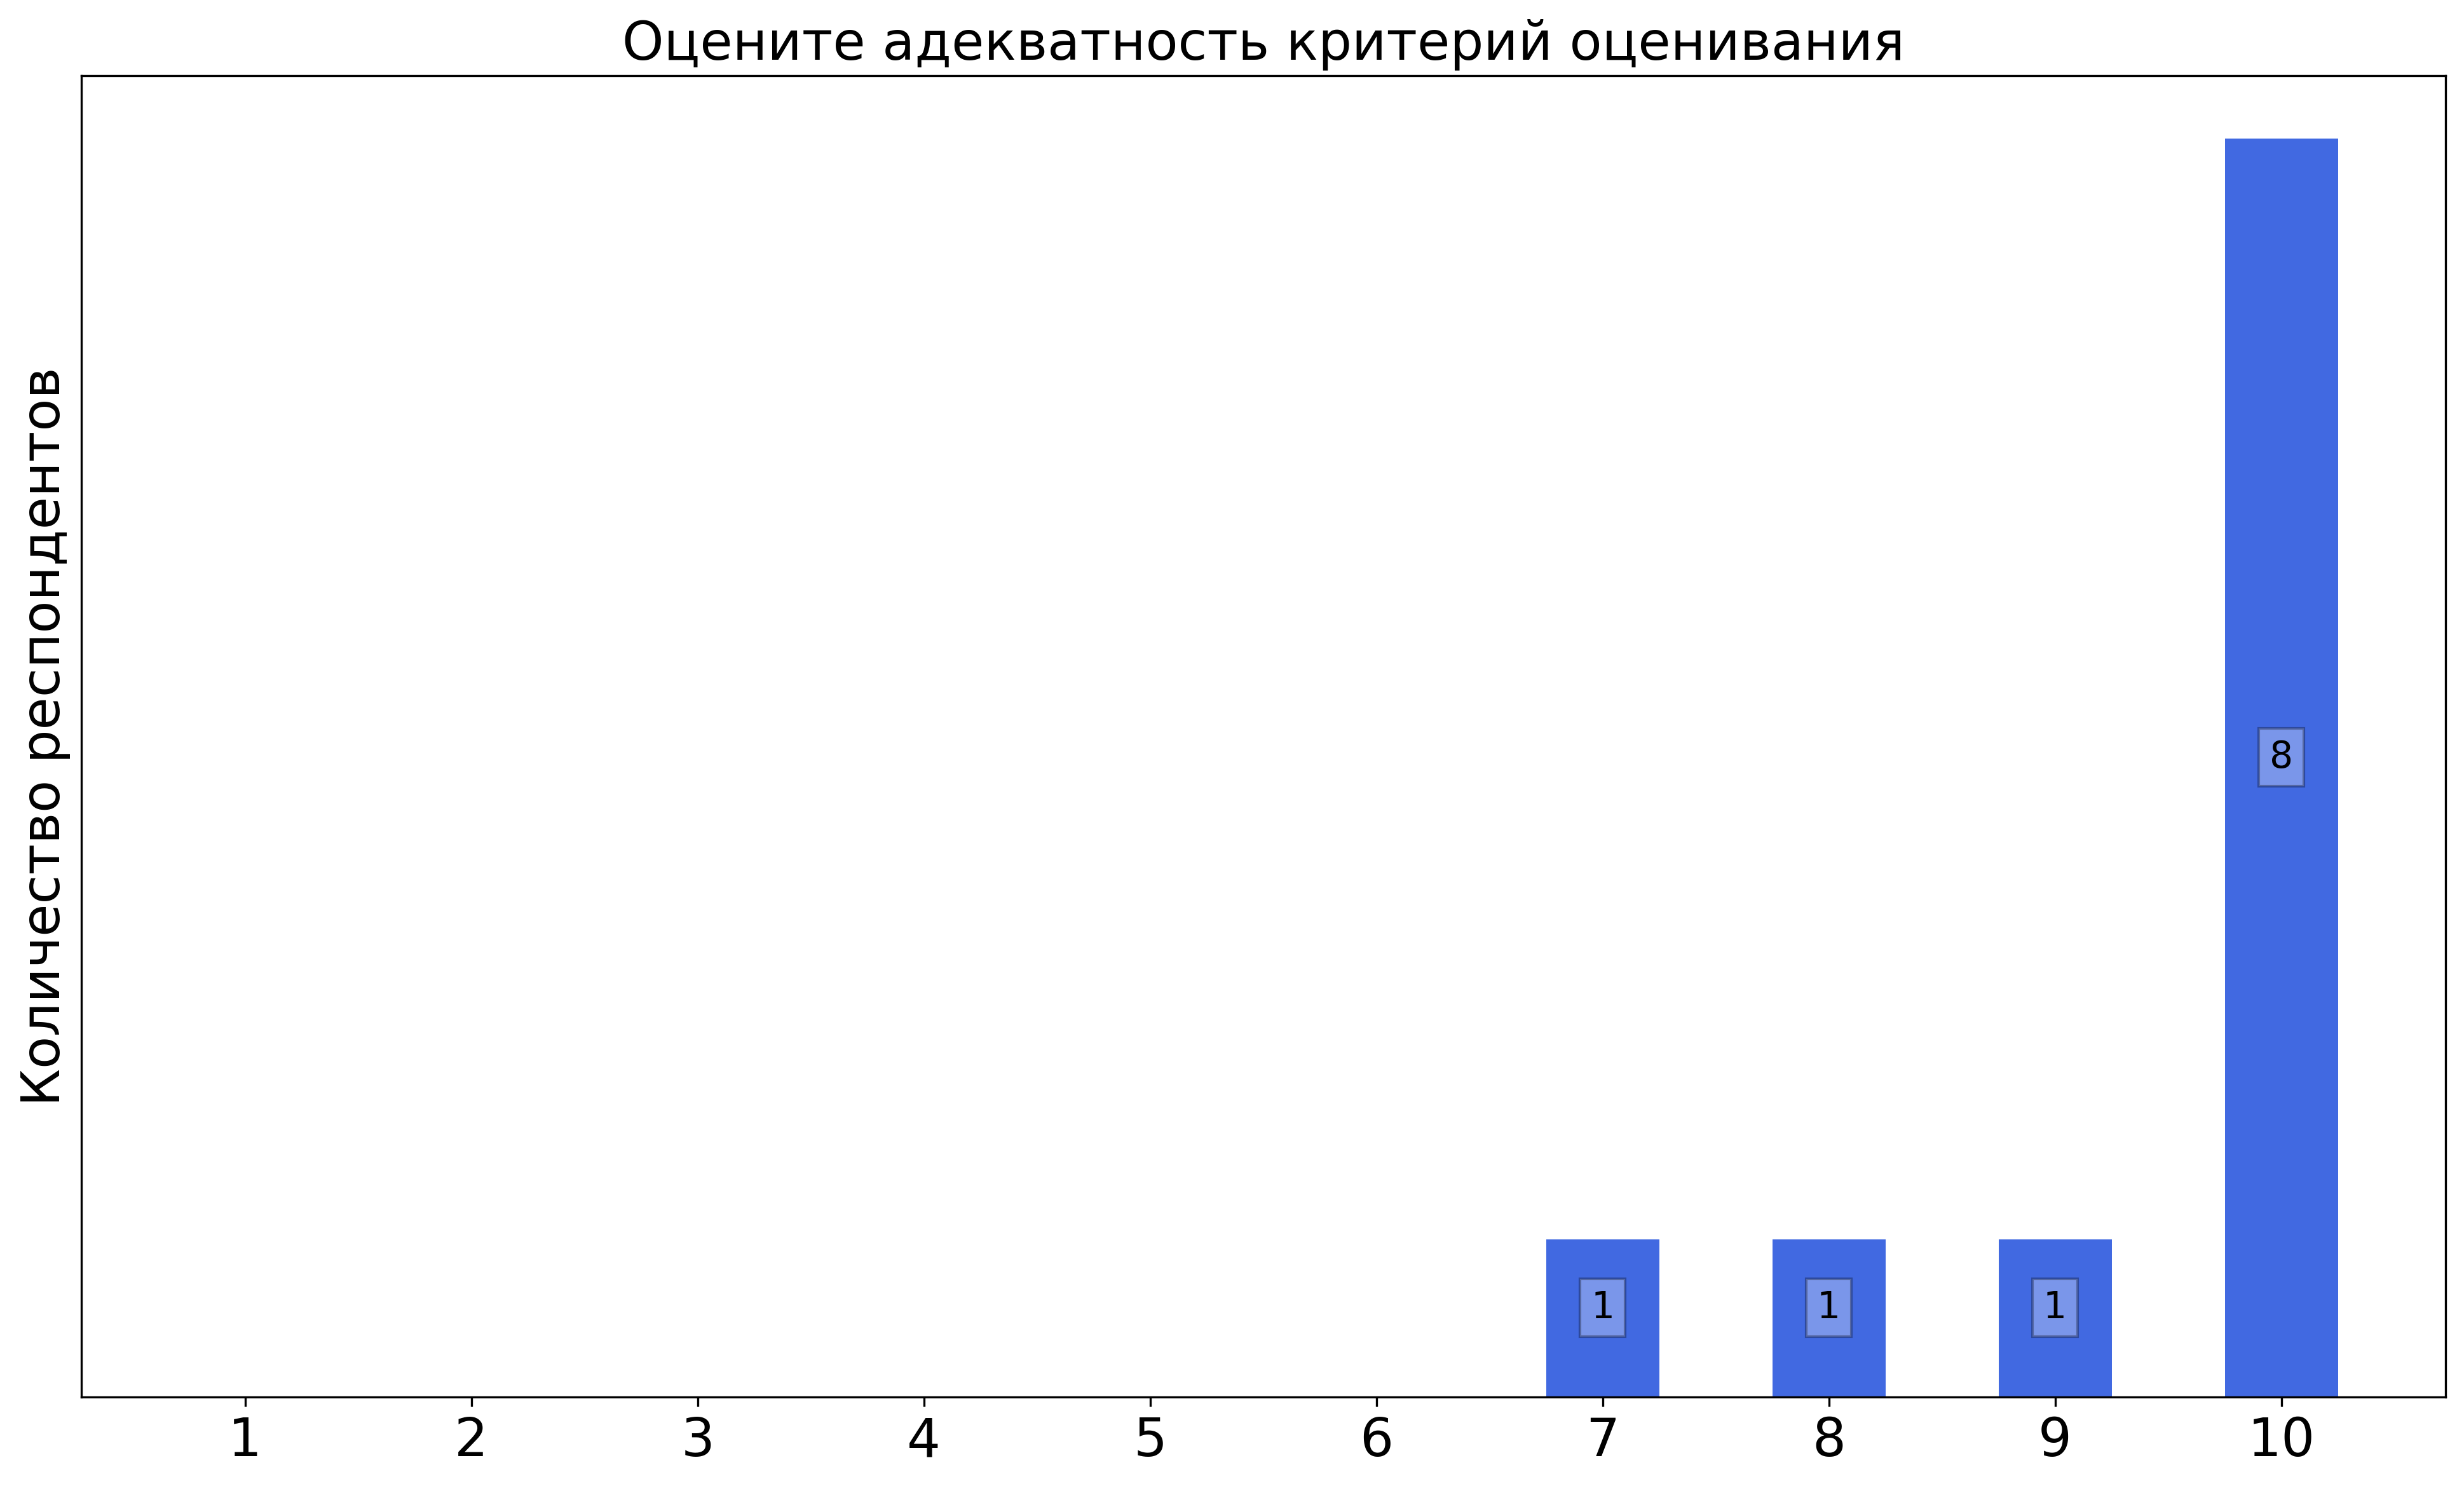 Оцените адекватность критерий оценивания
Количество респондентов
8
1 1 1
1 2 3 4 5 6 7 8 9 10